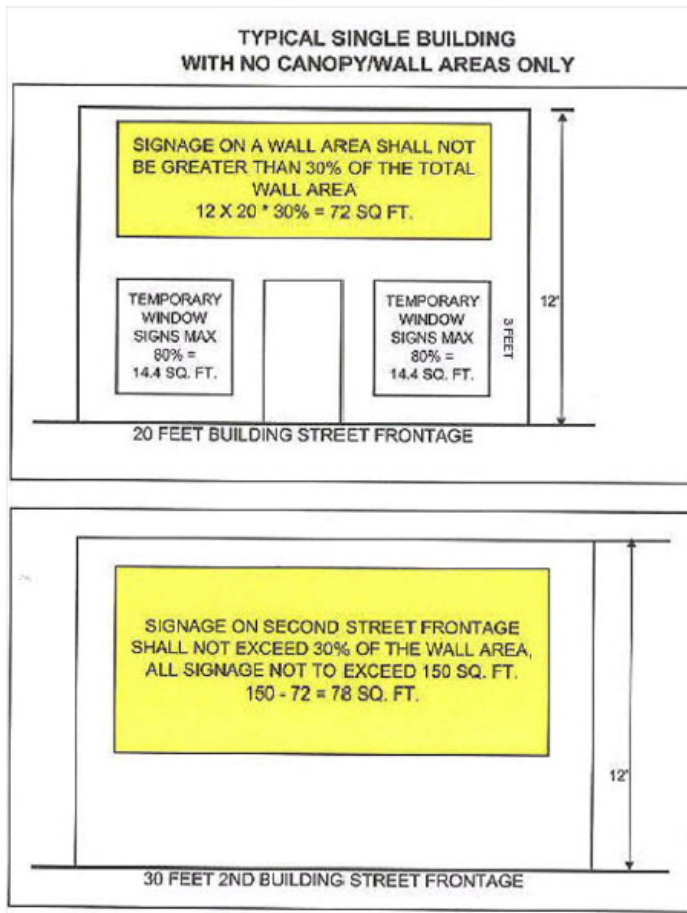 TYPICAL SINGLE BUILDING
WITH NO CANOPY/WALL AREAS ONLY
SIGNAGE ON A WALL AREA SHALL NOT
BE GREATER THAN 30% OF THE TOTAL
WALL AREA
12 X 20 * 30% = 72 SQ FT.
TEMPORARY
WINDOW
SIGNS MAX
80% =
14.4 SQ. FT.
TEMPORARY
WINDOW
SIGNS MAX
80% =
14.4 SQ. FT.
3 FEET
12'
20 FEET BUILDING STREET FRONTAGE
SIGNAGE ON SECOND STREET FRONTAGE
SHALL NOT EXCEED 30% OF THE WALL AREA,
ALL SIGNAGE NOT TO EXCEED 150 SQ. FT.
150 - 72 = 78 SQ. FT.
12'
30 FEET 2ND BUILDING STREET FRONTAGE